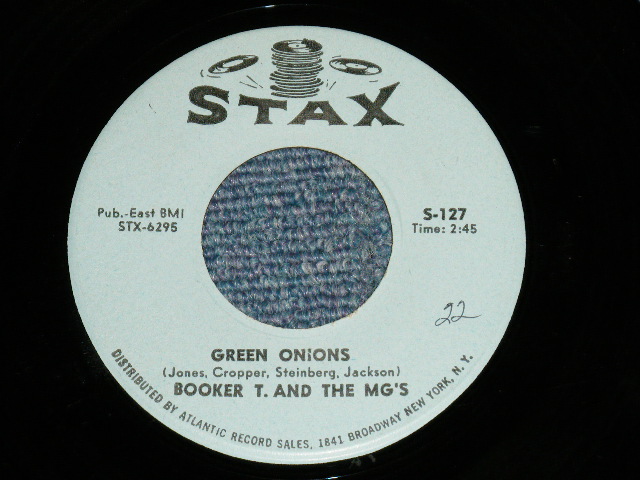 STAX
Pub.-East BMI
STX-6295
S-127
Time: 2:45
22
GREEN ONIONS
(Jones, Cropper, Steinberg, Jackson)
BOOKER T. AND THE MG'S
DISTRIBUTED BY ATLANTIC RECORD SALES, 1841 BROADWAY NEW YORK, N. Y.